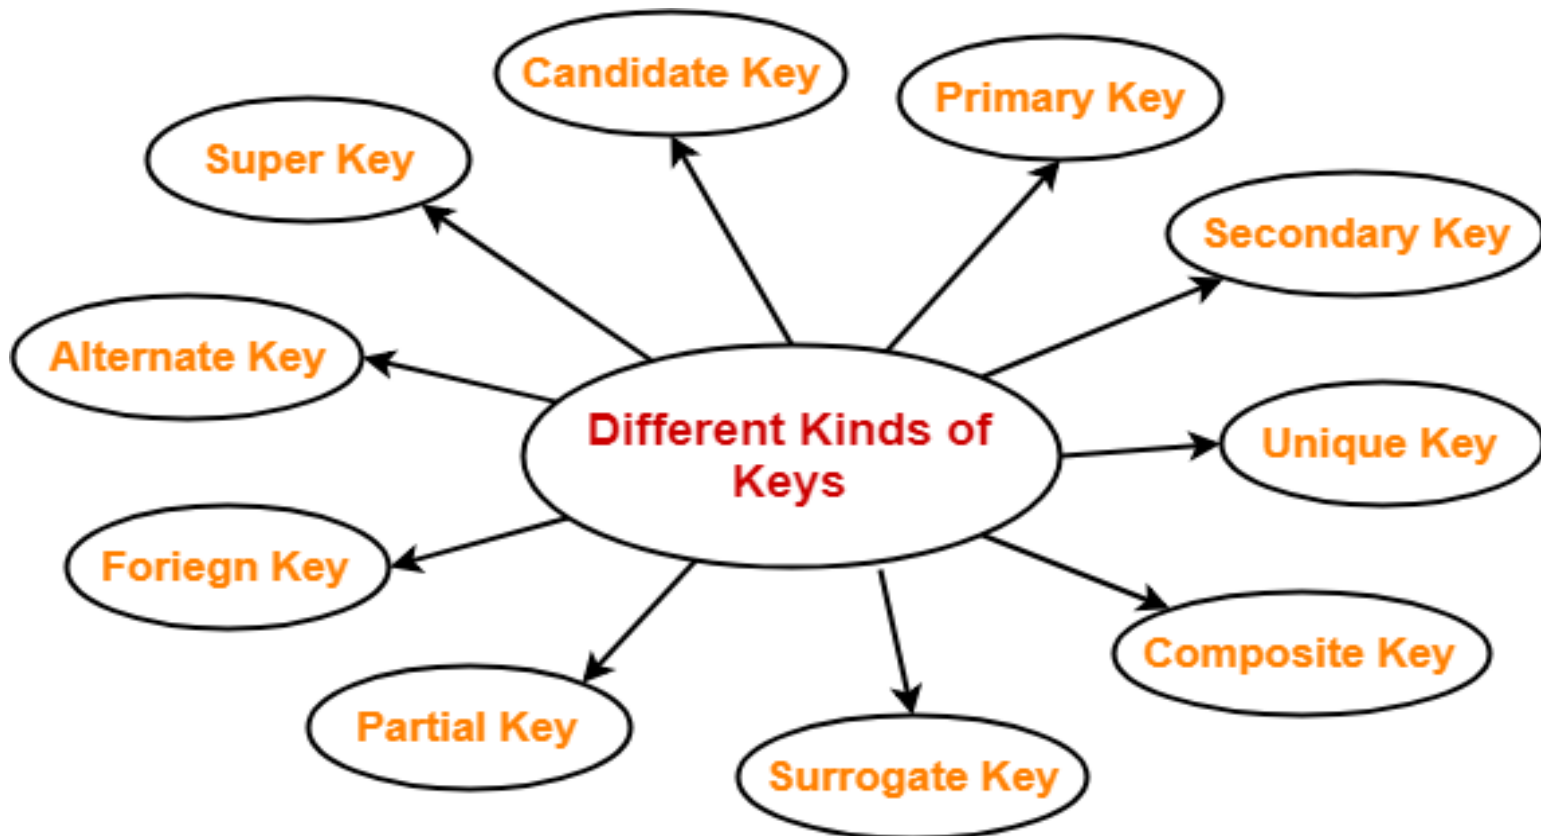 Candidate Key
Primary Key
Super Key
Secondary Key
Alternate Key
Different Kinds of
Keys
Unique Key
Foriegn Key
Composite Key
Partial Key
Surrogate Key